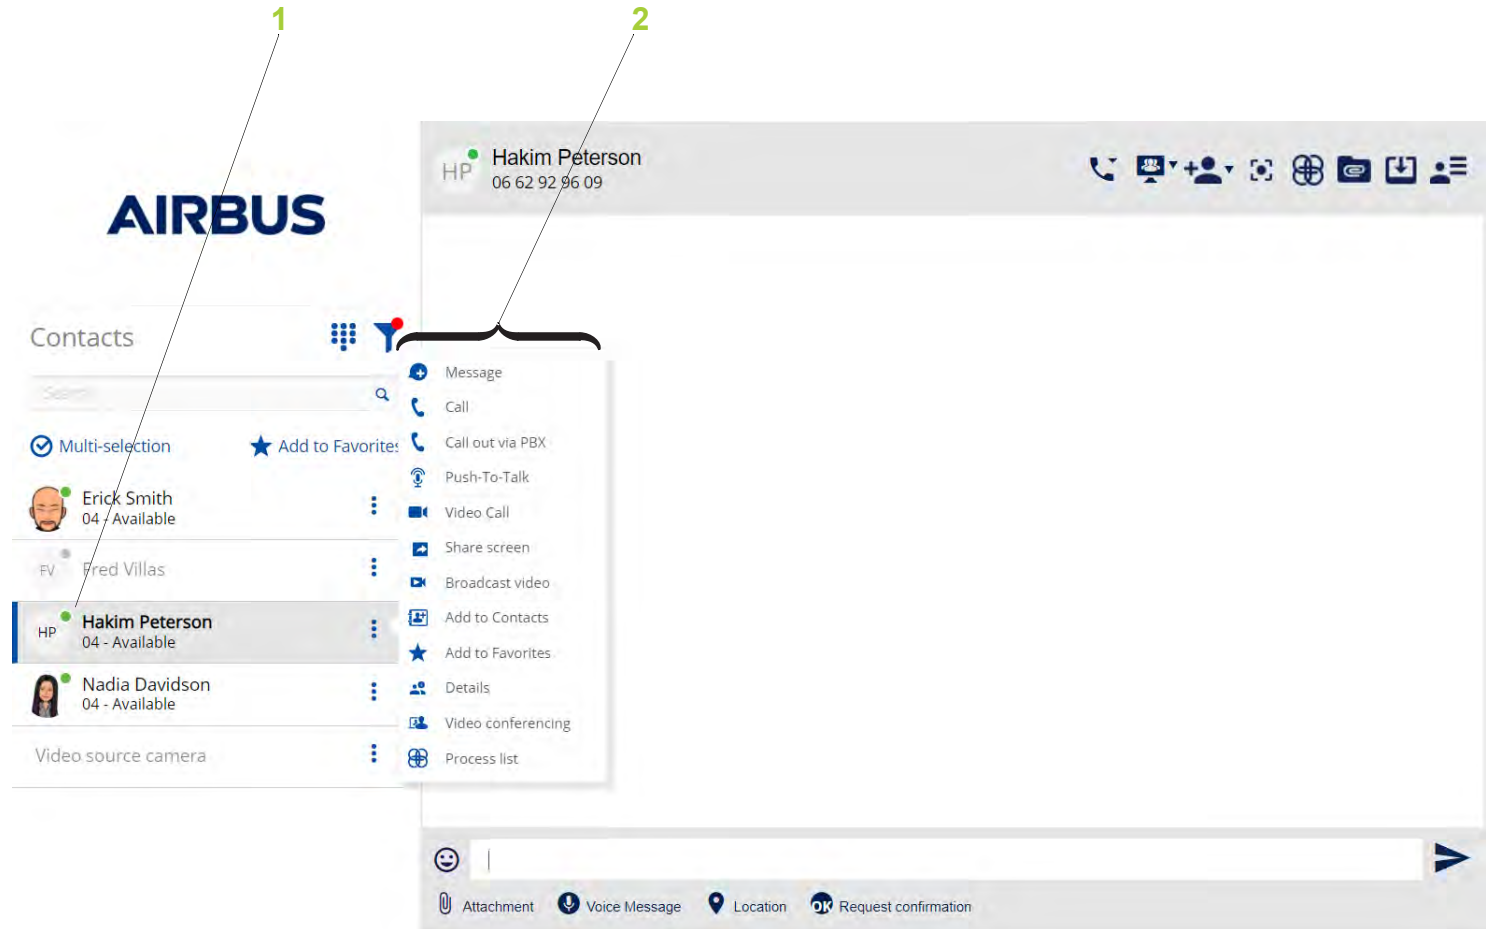 1
2
HP
Hakim Peterson
06 62 92 96 09
AIRBUS
Contacts
Search
Multi-selection
Add to Favorites
Erick Smith
04 - Available
FV
Fred Villas
HP
Hakim Peterson
04 - Available
Nadia Davidson
04 - Available
Video source camera
Message
Call
Call out via PBX
Push-To-Talk
Video Call
Share screen
Broadcast video
Add to Contacts
Add to Favorites
Details
Video conferencing
Process list
Attachment
Voice Message
Location
OK
Request confirmation